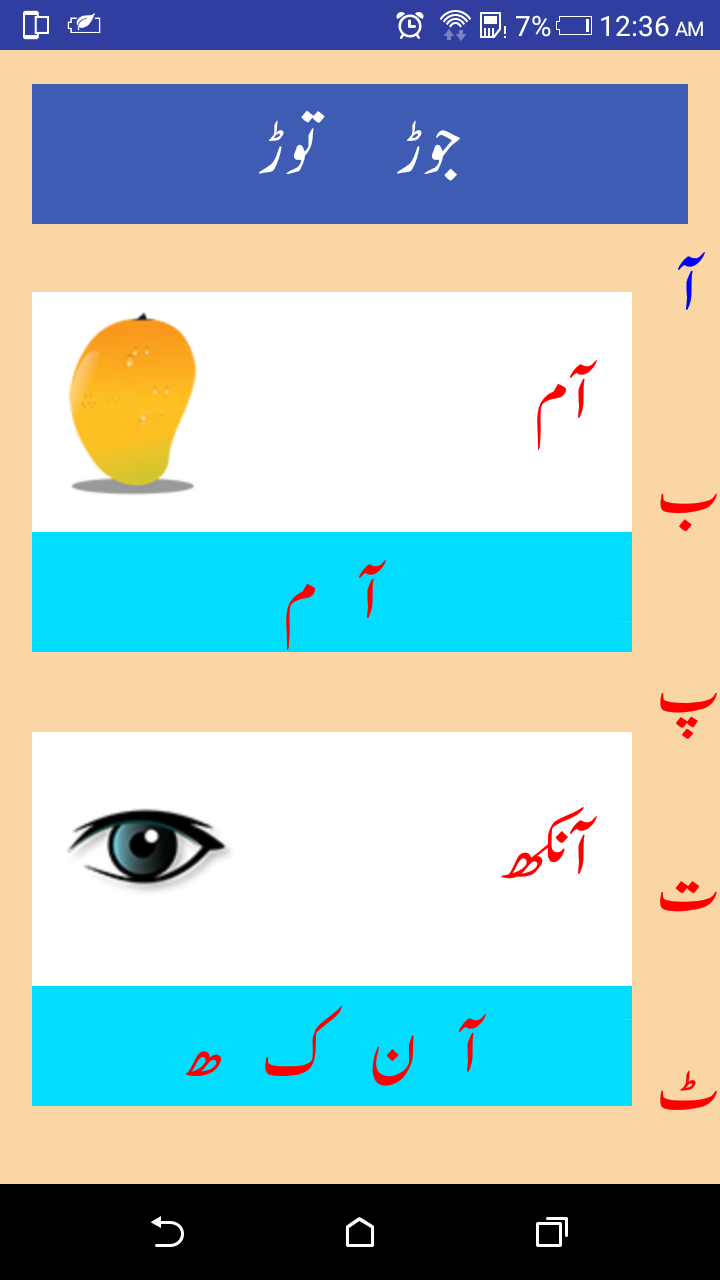 7% 12:36 AM
جوڑ توڑ
آ
آم
آ م
ب
پ
آنکھ
ت
آ ن ک ھ
ٹ